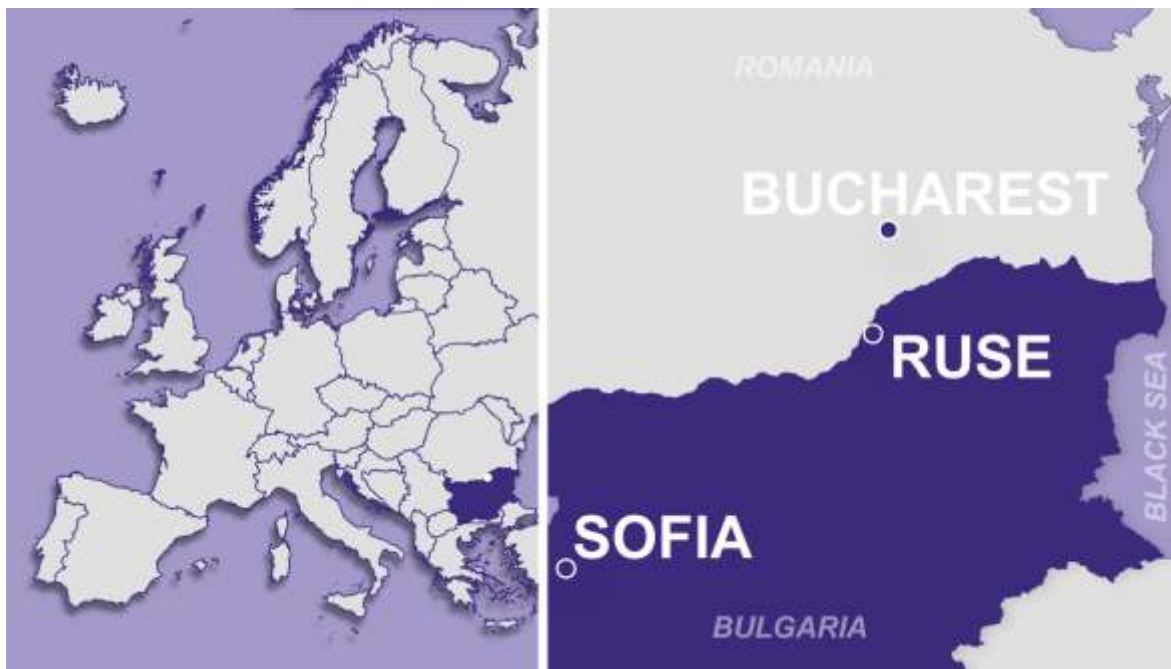 ROMANIA
BUCHAREST
RUSE
BLACK SEA
SOFIA
BULGARIA